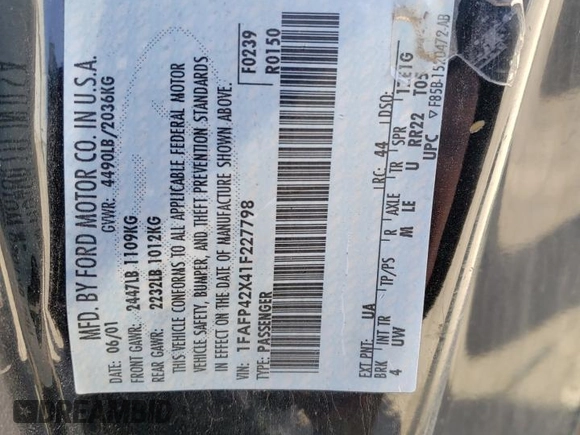 MFD. BY FORD MOTOR CO. IN U.S.A.
DATE: 06/01 GVWR: 4490LB/2036KG
FRONT GAWR: 2447LB 1109KG
REAR GAWR: 2232LB 1012KG
THIS VEHICLE CONFORMS TO ALL APPLICABLE FEDERAL MOTOR
VEHICLE SAFETY, BUMPER, AND THEFT PREVENTION STANDARDS
IN EFFECT ON THE DATE OF MANUFACTURE SHOWN ABOVE.
VIN: 1FAFP42X41F227798
TYPE: PASSENGER
F0239
R0150
EXT PNT: UA RC: 44 DSO:
BRK INT TR TP/PS R AXLE TR SPR
4 UW M LE U RR22 T05
UPC
DREAMBID